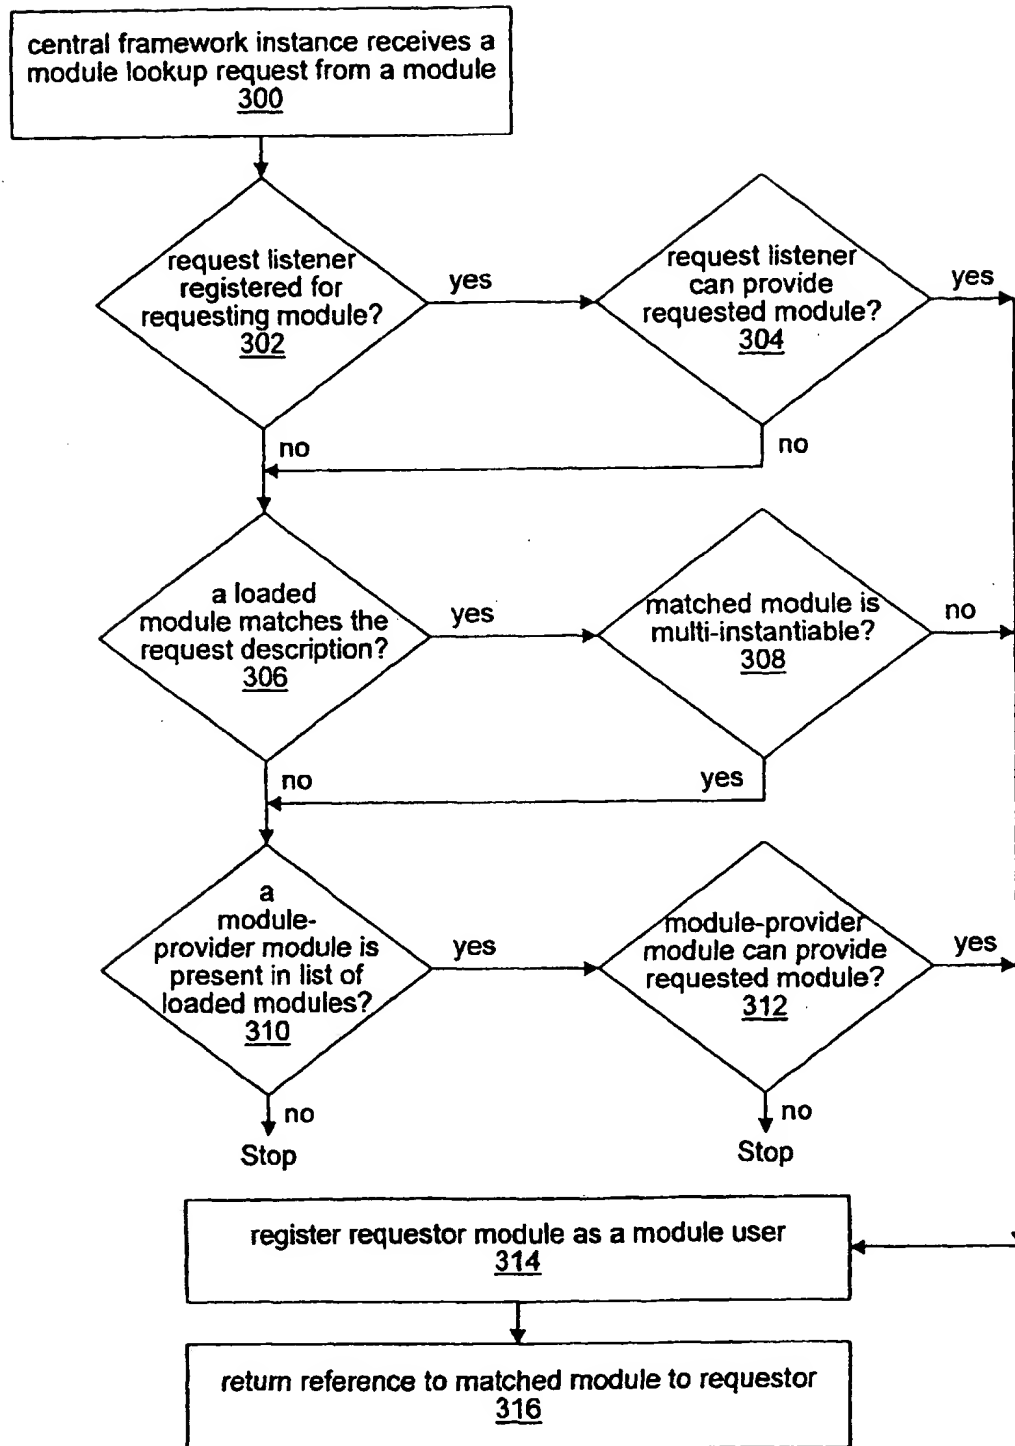 central framework instance receives a
module lookup request from a module
300
request listener
registered for
requesting module?
302
yes
request listener
can provide
requested module?
304
yes
no
no
a loaded
module matches the
request description?
306
yes
matched module is
multi-instantiable?
308
no
no
yes
a
module-
provider module is
present in list of
loaded modules?
310
yes
module-provider
module can provide
requested module?
312
yes
no
Stop
no
Stop
register requestor module as a module user
314
return reference to matched module to requestor
316